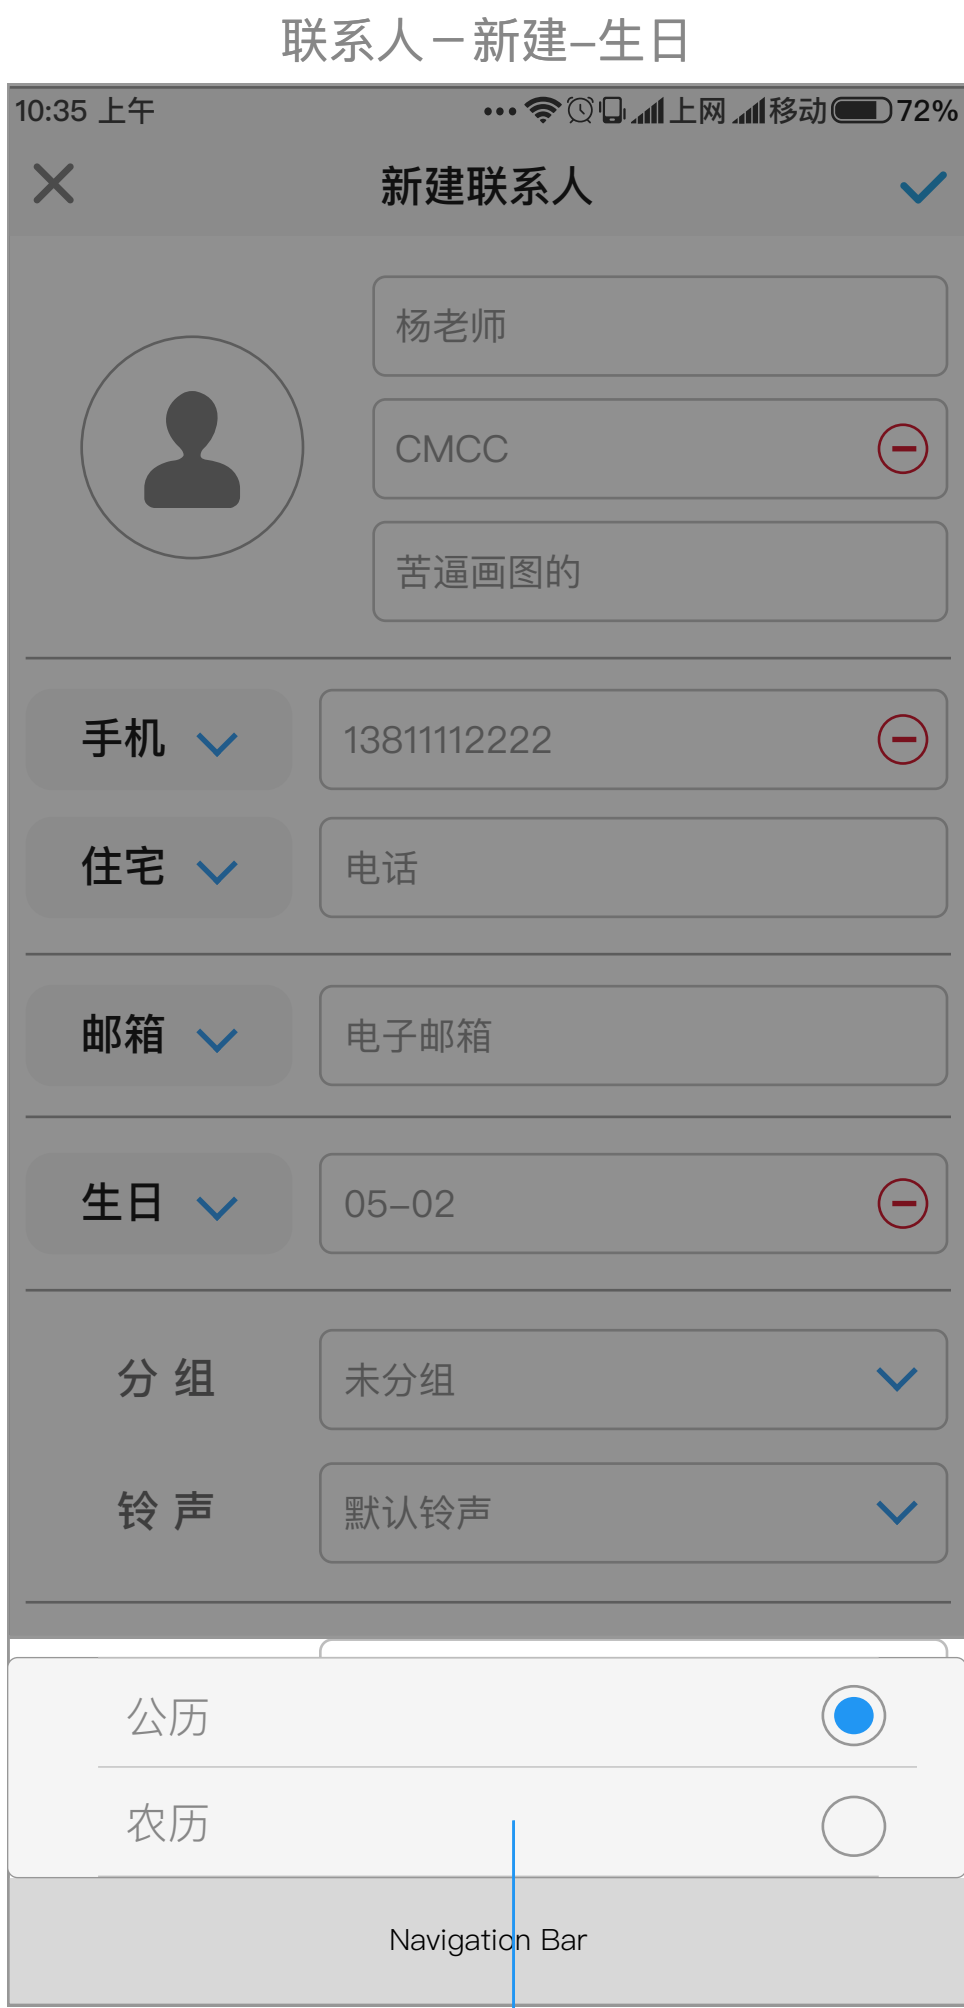 联系人－新建–生日
10:35 上午 上网 移动 72%
新建联系人
杨老师
CMCC
苦逼画图的
手机 13811112222
住宅 电话
邮箱 电子邮箱
生日 05–02
分 组 未分组
铃 声 默认铃声
公历
农历
Navigation Bar